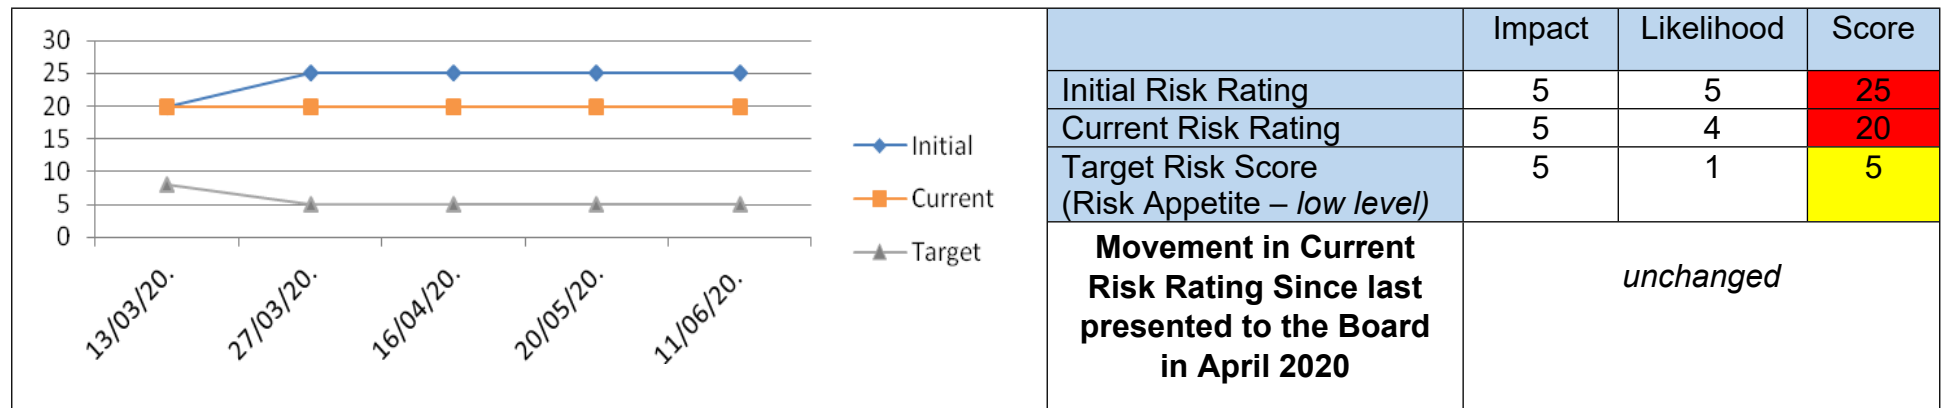 30
25
20
15
10
5
0
13/03/20.
27/03/20.
16/04/20.
20/05/20.
11/06/20.
Initial
Current
Target
Impact Likelihood Score
Initial Risk Rating 5 5 25
Current Risk Rating 5 4 20
Target Risk Score 5 1 5
(Risk Appetite – low level)
Movement in Current
Risk Rating Since last
presented to the Board
in April 2020
unchanged